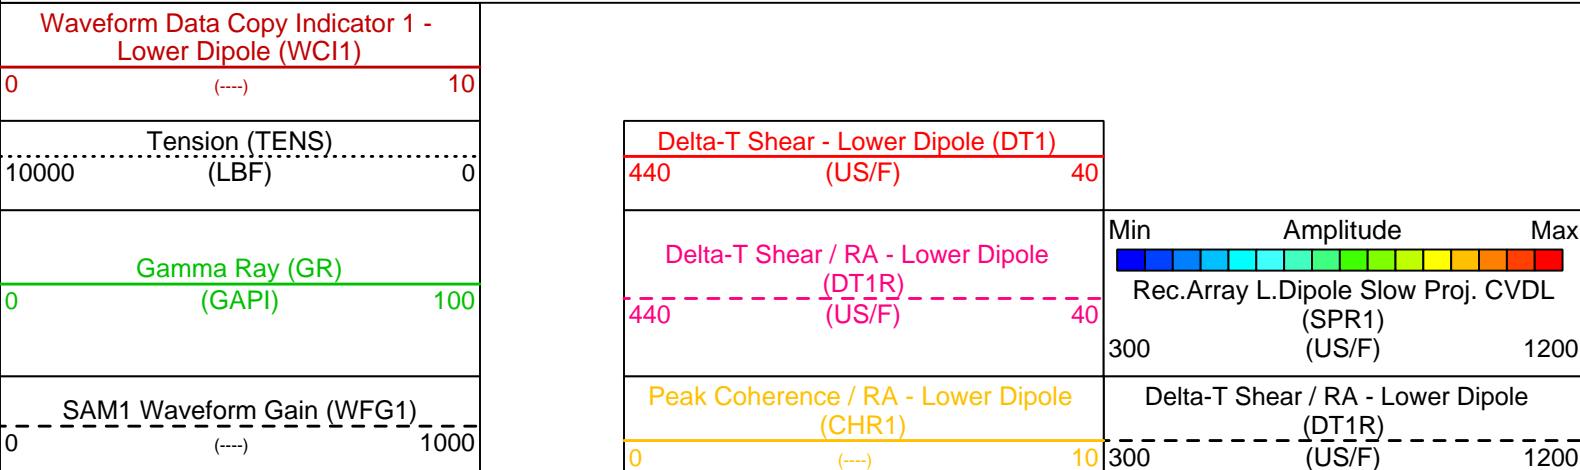 Waveform Data Copy Indicator 1 -
Lower Dipole (WCI1)
0 (----) 10
Tension (TENS)
10000 (LBF) 0
Gamma Ray (GR)
0 (GAPI) 100
SAM1 Waveform Gain (WFG1)
0 (----) 1000
Delta-T Shear - Lower Dipole (DT1)
440 (US/F) 40
Delta-T Shear / RA - Lower Dipole
(DT1R)
440 (US/F) 40
Peak Coherence / RA - Lower Dipole
(CHR1)
0 (----) 10
Min Amplitude Max
Rec.Array L.Dipole Slow Proj. CVDL
(SPR1)
300 (US/F) 1200
Delta-T Shear / RA - Lower Dipole
(DT1R)
300 (US/F) 1200